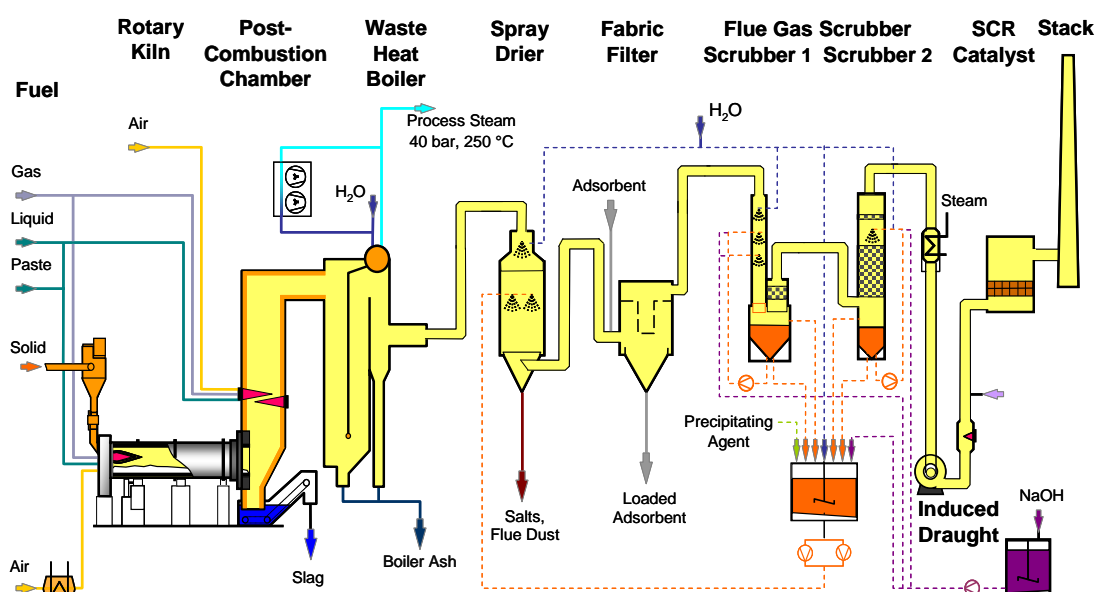 Rotary
Kiln
Post-
Combustion
Chamber
Waste
Heat
Boiler
Spray
Drier
Fabric
Filter
Flue Gas Scrubber
Scrubber 1 Scrubber 2
SCR
Catalyst
Stack
Fuel
Air
Gas
Liquid
Paste
Solid
Air
H₂O
Process Steam
40 bar, 250 °C
H₂O
Adsorbent
Steam
Precipitating
Agent
Slag
Boiler Ash
Salts,
Flue Dust
Loaded
Adsorbent
Induced
Draught
NaOH